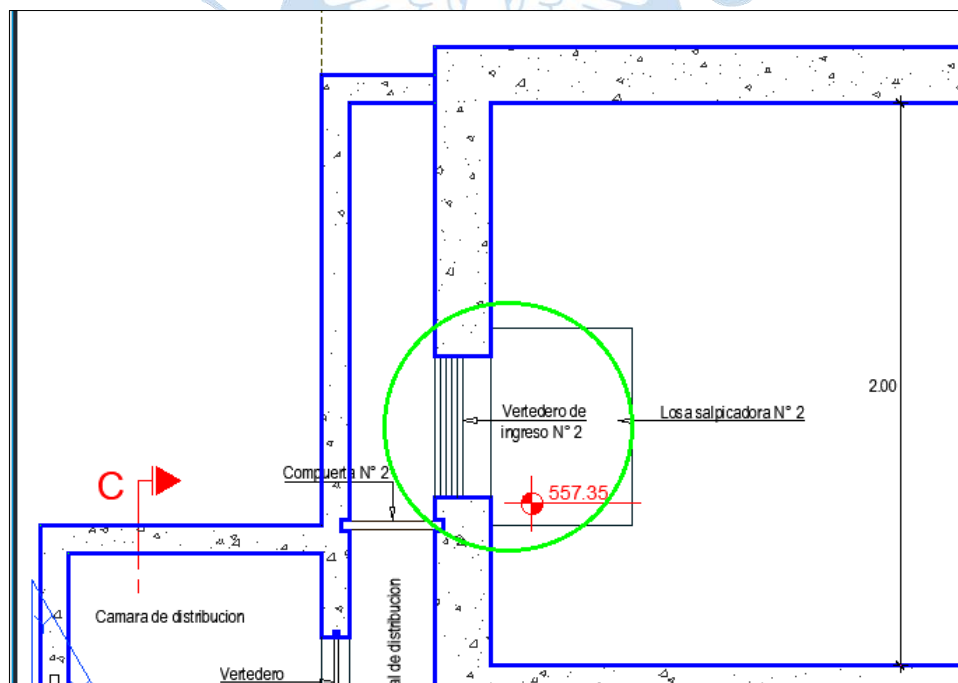 2.00
Vertedero de
ingreso N° 2
Losa salpicadora N° 2
Compuerta N° 2
C
557.35
Camara de distribucion
al de distribucion
Vertedero